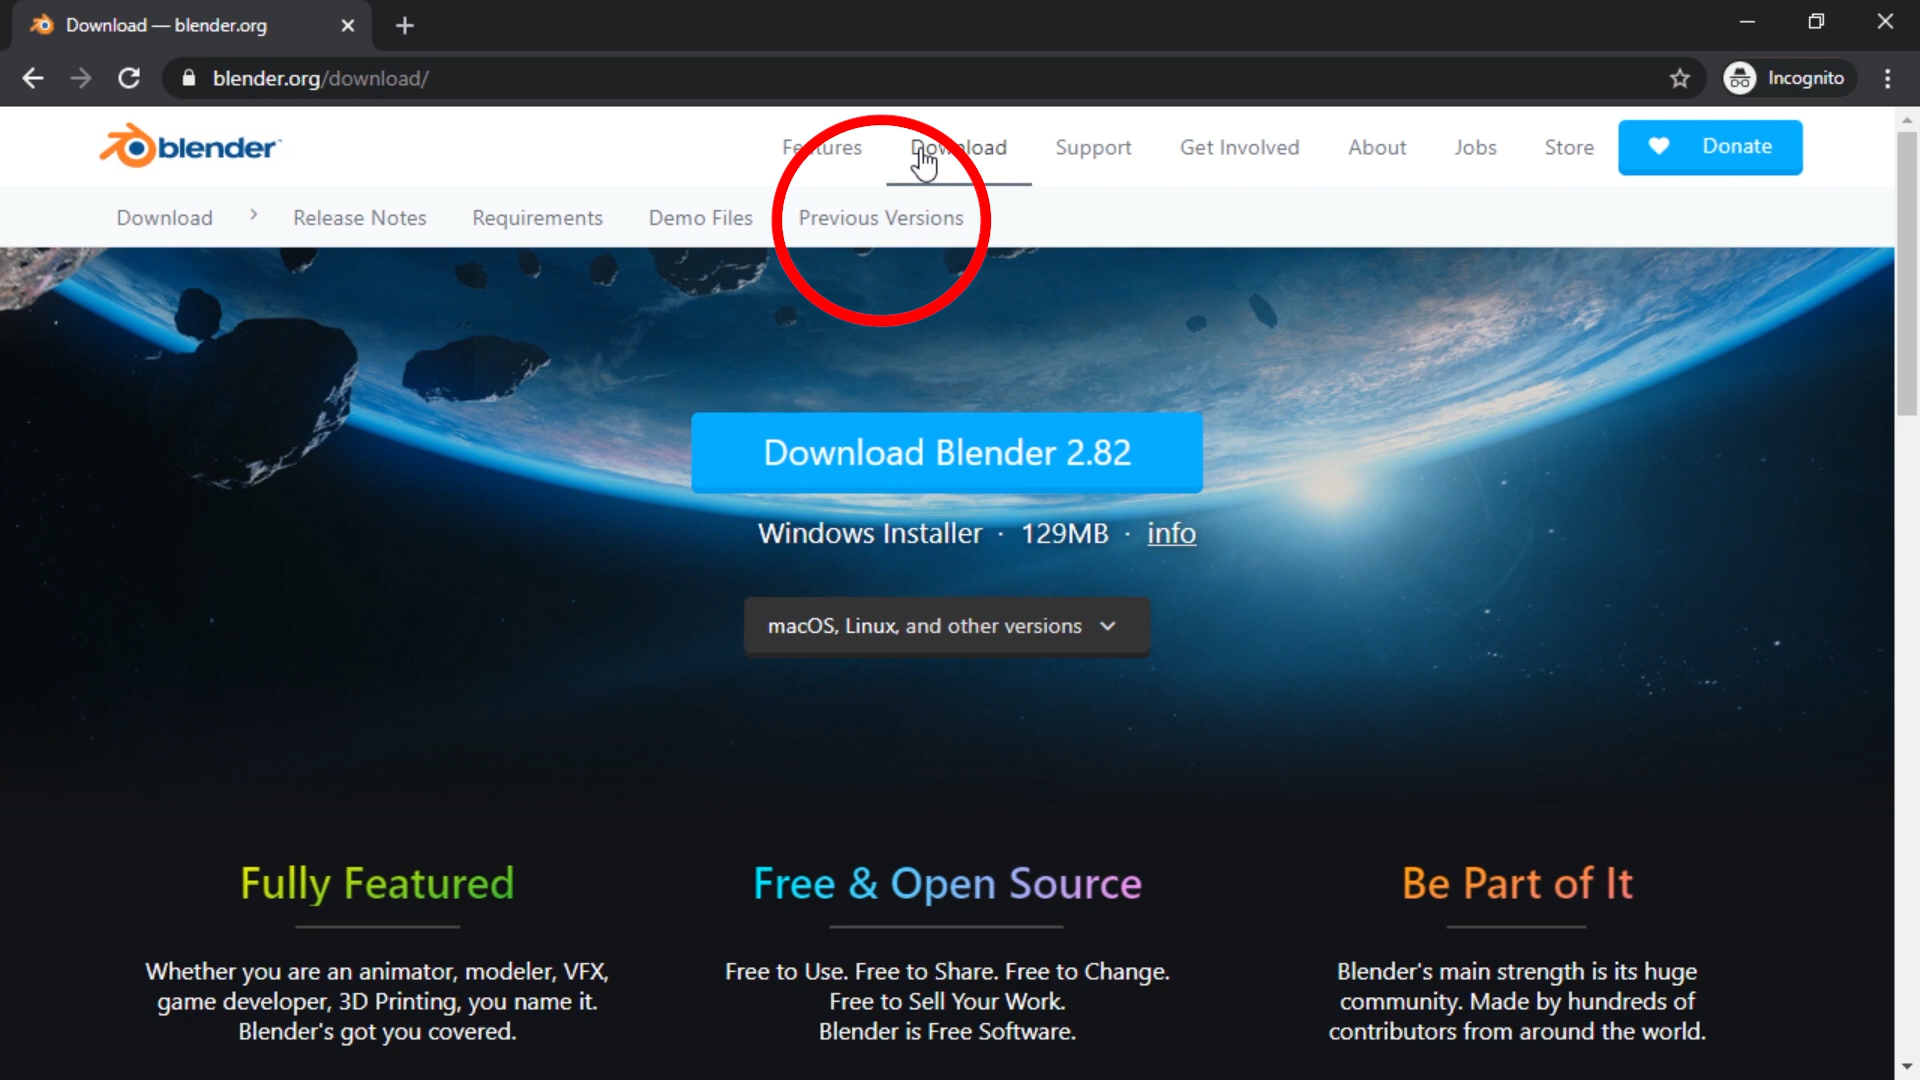 Download — blender.org
blender.org/download/
Incognito
blender
Features Download Support Get Involved About Jobs Store Donate
Download Release Notes Requirements Demo Files Previous Versions
Download Blender 2.82
Windows Installer · 129MB · info
macOS, Linux, and other versions
Fully Featured
Whether you are an animator, modeler, VFX,
game developer, 3D Printing, you name it.
Blender's got you covered.
Free & Open Source
Free to Use. Free to Share. Free to Change.
Free to Sell Your Work.
Blender is Free Software.
Be Part of It
Blender's main strength is its huge
community. Made by hundreds of
contributors from around the world.